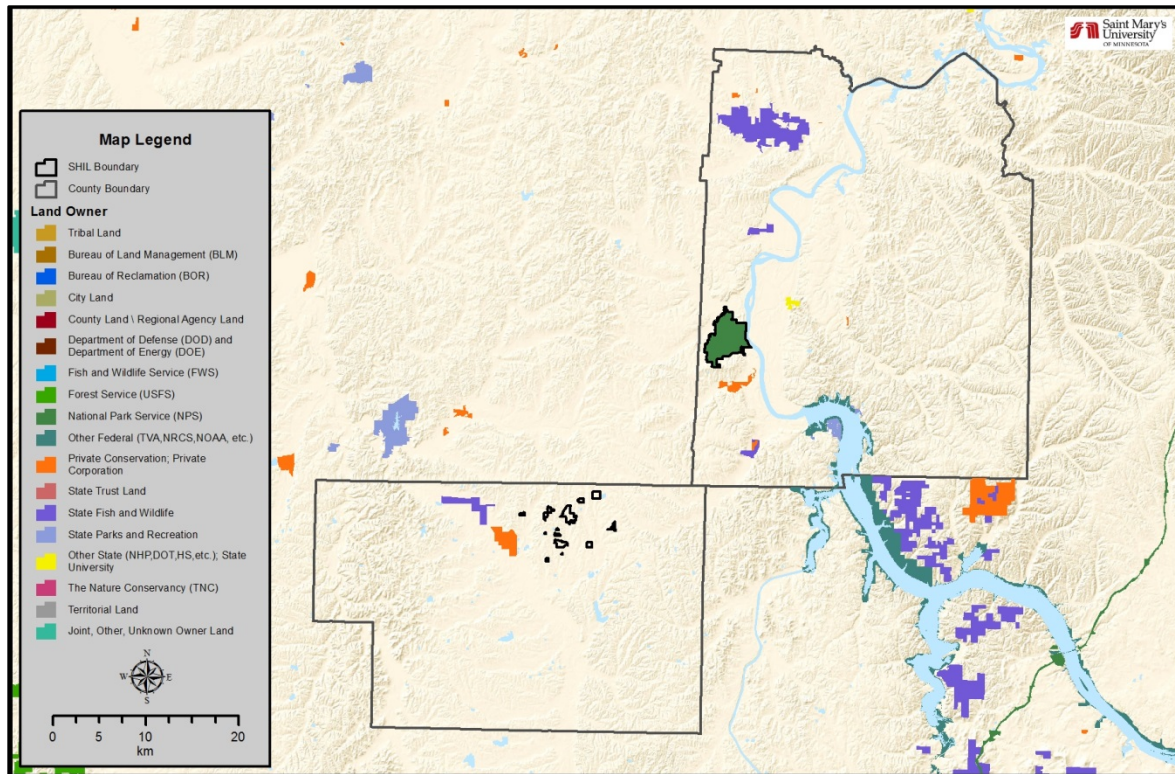 Saint Mary's
University
OF MINNESOTA
Map Legend
SHIL Boundary
County Boundary
Land Owner
Tribal Land
Bureau of Land Management (BLM)
Bureau of Reclamation (BOR)
City Land
County Land \ Regional Agency Land
Department of Defense (DOD) and
Department of Energy (DOE)
Fish and Wildlife Service (FWS)
Forest Service (USFS)
National Park Service (NPS)
Other Federal (TVA,NRCS,NOAA, etc.)
Private Conservation; Private
Corporation
State Trust Land
State Fish and Wildlife
State Parks and Recreation
Other State (NHP,DOT,HS,etc.); State
University
The Nature Conservancy (TNC)
Territorial Land
Joint, Other, Unknown Owner Land
N
W E
S
0 5 10 20
km